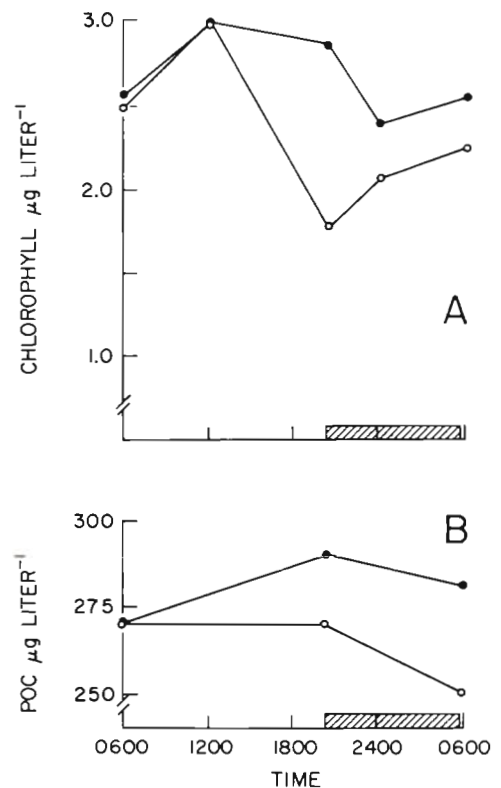 3.0
2.0
1.0
CHLOROPHYLL µg LITER⁻¹
A
300
275
250
POC µg LITER⁻¹
B
0600 1200 1800 2400 0600
TIME